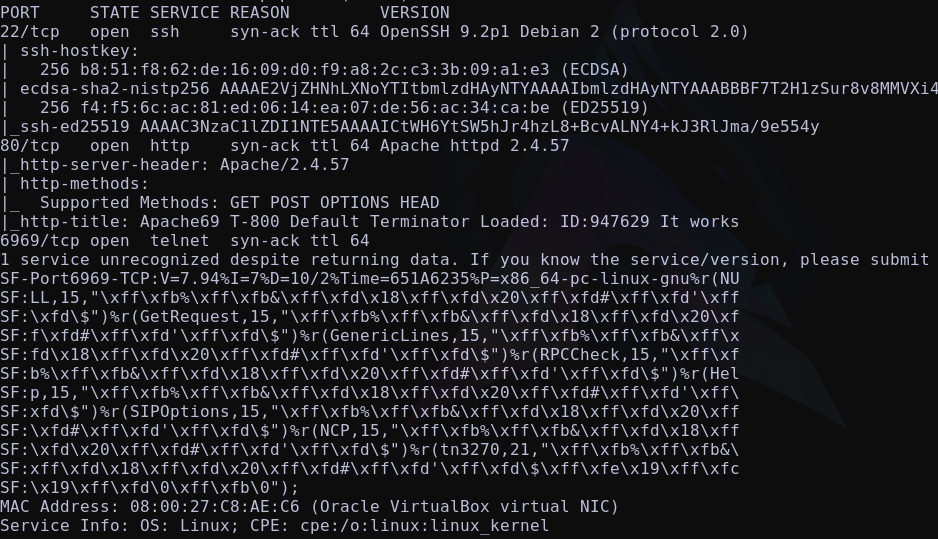 PORT     STATE SERVICE REASON         VERSION
22/tcp   open  ssh     syn-ack ttl 64 OpenSSH 9.2p1 Debian 2 (protocol 2.0)
| ssh-hostkey:
|   256 b8:51:f8:62:de:16:09:d0:f9:a8:2c:c3:3b:09:a1:e3 (ECDSA)
| ecdsa-sha2-nistp256 AAAAE2VjZHNhLXNoYTItbmlzdHAyNTYAAAAIbmlzdHAyNTYAAABBBF7T2H1zSur8v8MMVXi4
|   256 f4:f5:6c:ac:81:ed:06:14:ea:07:de:56:ac:34:ca:be (ED25519)
|_ssh-ed25519 AAAAC3NzaC1lZDI1NTE5AAAAICtWH6YtSW5hJr4hzL8+BcvALNY4+kJ3RlJma/9e554y
80/tcp   open  http    syn-ack ttl 64 Apache httpd 2.4.57
|_http-server-header: Apache/2.4.57
| http-methods:
|_  Supported Methods: GET POST OPTIONS HEAD
|_http-title: Apache69 T-800 Default Terminator Loaded: ID:947629 It works
6969/tcp open  telnet  syn-ack ttl 64
1 service unrecognized despite returning data. If you know the service/version, please submit
SF-Port6969-TCP:V=7.94%I=7%D=10/2%Time=651A6235%P=x86_64-pc-linux-gnu%r(NU
SF:LL,15,"\xff\xfb%\xff\xfb&\xff\xfd\x18\xff\xfd\x20\xff\xfd#\xff\xfd'\xff
SF:\xfd\$")%r(GetRequest,15,"\xff\xfb%\xff\xfb&\xff\xfd\x18\xff\xfd\x20\xf
SF:f\xfd#\xff\xfd'\xff\xfd\$")%r(GenericLines,15,"\xff\xfb%\xff\xfb&\xff\x
SF:fd\x18\xff\xfd\x20\xff\xfd#\xff\xfd'\xff\xfd\$")%r(RPCCheck,15,"\xff\xf
SF:b%\xff\xfb&\xff\xfd\x18\xff\xfd\x20\xff\xfd#\xff\xfd'\xff\xfd\$")%r(Hel
SF:p,15,"\xff\xfb%\xff\xfb&\xff\xfd\x18\xff\xfd\x20\xff\xfd#\xff\xfd'\xff\
SF:xfd\$")%r(SIPOptions,15,"\xff\xfb%\xff\xfb&\xff\xfd\x18\xff\xfd\x20\xff
SF:\xfd#\xff\xfd'\xff\xfd\$")%r(NCP,15,"\xff\xfb%\xff\xfb&\xff\xfd\x18\xff
SF:\xfd\x20\xff\xfd#\xff\xfd'\xff\xfd\$")%r(tn3270,21,"\xff\xfb%\xff\xfb&\
SF:xff\xfd\x18\xff\xfd\x20\xff\xfd#\xff\xfd'\xff\xfd\$\xff\xfe\x19\xff\xfc
SF:\x19\xff\xfd\0\xff\xfb\0");
MAC Address: 08:00:27:C8:AE:C6 (Oracle VirtualBox virtual NIC)
Service Info: OS: Linux; CPE: cpe:/o:linux:linux_kernel